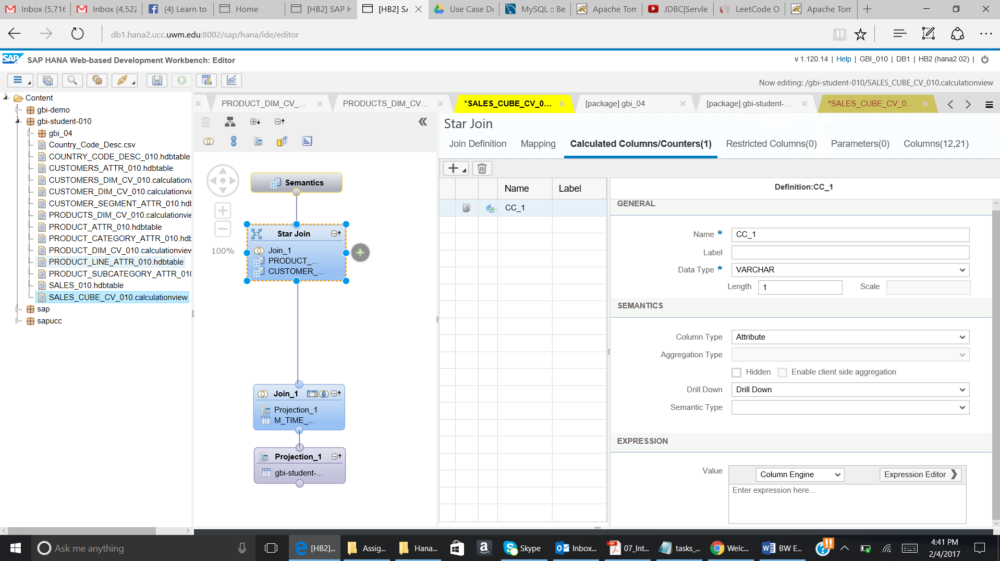 Inbox (5,716
Inbox (4,522
(4) Learn to
Home
[HB2] SAP H
[HB2] SA
Use Case Do
MySQL :: Be
Apache Tom
JDBC|Servle
LeetCode O
Apache Tom
db1.hana2.ucc.uwm.edu:8002/sap/hana/ide/editor
SAP SAP HANA Web-based Development Workbench: Editor
v 1.120.14 | Help | GBI_010 | DB1 | HB2 (hana2 02) |
Now editing: /gbi-student-010/SALES_CUBE_CV_010.calculationview
Content
gbi-demo
gbi-student-010
gbi_04
Country_Code_Desc.csv
COUNTRY_CODE_DESC_010.hdbtable
CUSTOMERS_ATTR_010.hdbtable
CUSTOMERS_DIM_CV_010.calculationv
CUSTOMER_DIM_CV_010.calculationvie
CUSTOMER_SEGMENT_ATTR_010.hdb
PRODUCTS_DIM_CV_010.calculationvie
PRODUCT_ATTR_010.hdbtable
PRODUCT_CATEGORY_ATTR_010.hdb
PRODUCT_DIM_CV_010.calculationview
PRODUCT_LINE_ATTR_010.hdbtable
PRODUCT_SUBCATEGORY_ATTR_010
SALES_010.hdbtable
SALES_CUBE_CV_010.calculationview
sap
sapucc
PRODUCT_DIM_CV_...
PRODUCTS_DIM_CV...
*SALES_CUBE_CV_0...
[package] gbi_04
[package] gbi-student-...
*SALES_CUBE_CV_0...
100%
Semantics
Star Join
Join_1
PRODUCT_...
CUSTOMER_...
Join_1
Projection_1
M_TIME_...
Projection_1
gbi-student-...
Star Join
Join Definition
Mapping
Calculated Columns/Counters(1)
Restricted Columns(0)
Parameters(0)
Columns(12,21)
Name
Label
CC_1
Definition:CC_1
GENERAL
Name * CC_1
Label
Data Type * VARCHAR
Length 1 Scale
SEMANTICS
Column Type Attribute
Aggregation Type
Hidden Enable client side aggregation
Drill Down Drill Down
Semantic Type
EXPRESSION
Value Column Engine Expression Editor
Enter expression here...
Ask me anything
[HB2]...
Assig...
Hana...
Skype
Inbox...
07_Int...
tasks_...
Welc...
BW E...
4:41 PM
2/4/2017